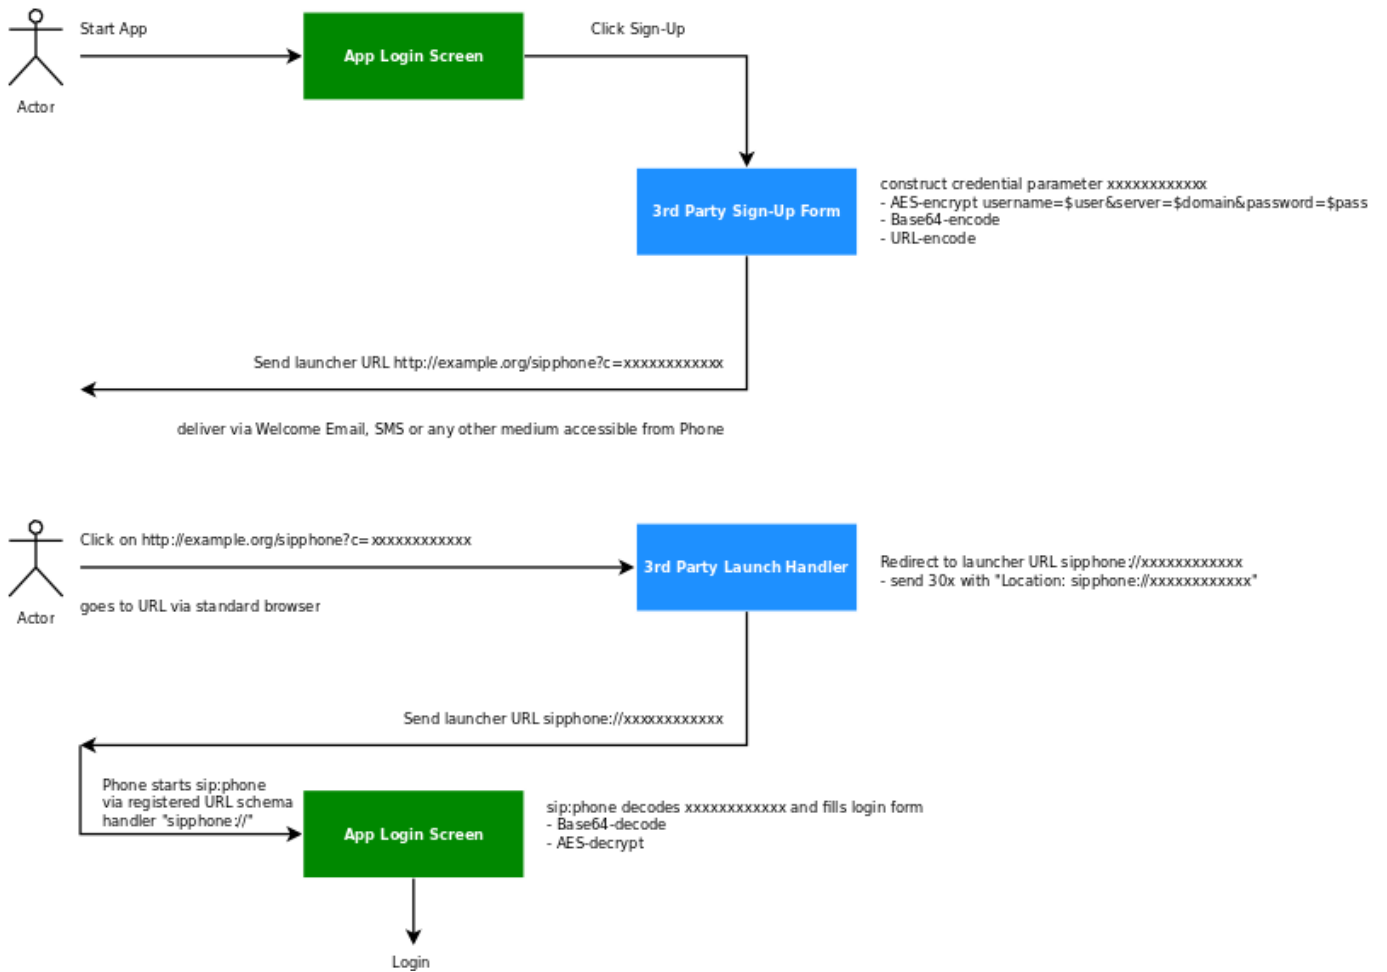 Start App
Click Sign-Up
App Login Screen
Actor
3rd Party Sign-Up Form
construct credential parameter xxxxxxxxxxxx
- AES-encrypt username=$user&server=$domain&password=$pass
- Base64-encode
- URL-encode
Send launcher URL http://example.org/sipphone?c=xxxxxxxxxxxx
deliver via Welcome Email, SMS or any other medium accessible from Phone
Click on http://example.org/sipphone?c=xxxxxxxxxxxx
3rd Party Launch Handler
Redirect to launcher URL sipphone://xxxxxxxxxxxx
- send 30x with "Location: sipphone://xxxxxxxxxxxx"
goes to URL via standard browser
Actor
Send launcher URL sipphone://xxxxxxxxxxxx
Phone starts sip:phone
via registered URL schema
handler "sipphone://"
App Login Screen
sip:phone decodes xxxxxxxxxxxx and fills login form
- Base64-decode
- AES-decrypt
Login